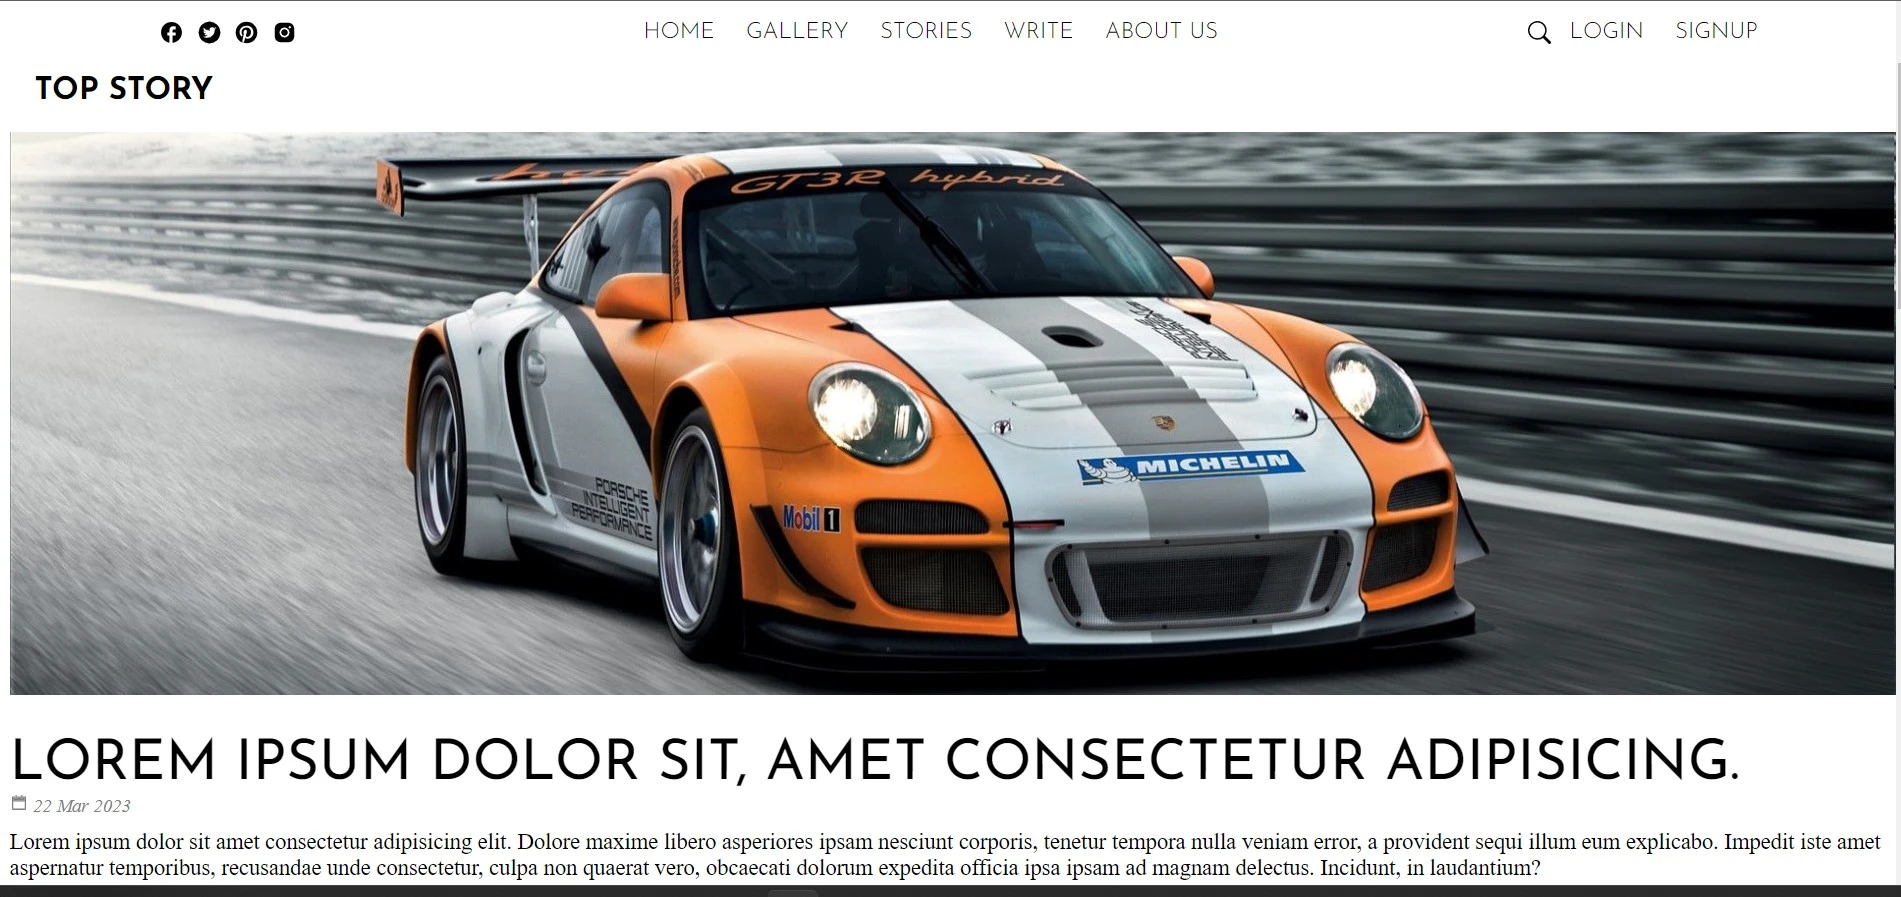 HOME GALLERY STORIES WRITE ABOUT US LOGIN SIGNUP
TOP STORY
GT3R hybrid
MICHELIN
Mobil 1
PORSCHE
INTELLIGENT
PERFORMANCE
LOREM IPSUM DOLOR SIT, AMET CONSECTETUR ADIPISICING.
22 Mar 2023
Lorem ipsum dolor sit amet consectetur adipisicing elit. Dolore maxime libero asperiores ipsam nesciunt corporis, tenetur tempora nulla veniam error, a provident sequi illum eum explicabo. Impedit iste amet
aspernatur temporibus, recusandae unde consectetur, culpa non quaerat vero, obcaecati dolorum expedita officia ipsa ipsam ad magnam delectus. Incidunt, in laudantium?